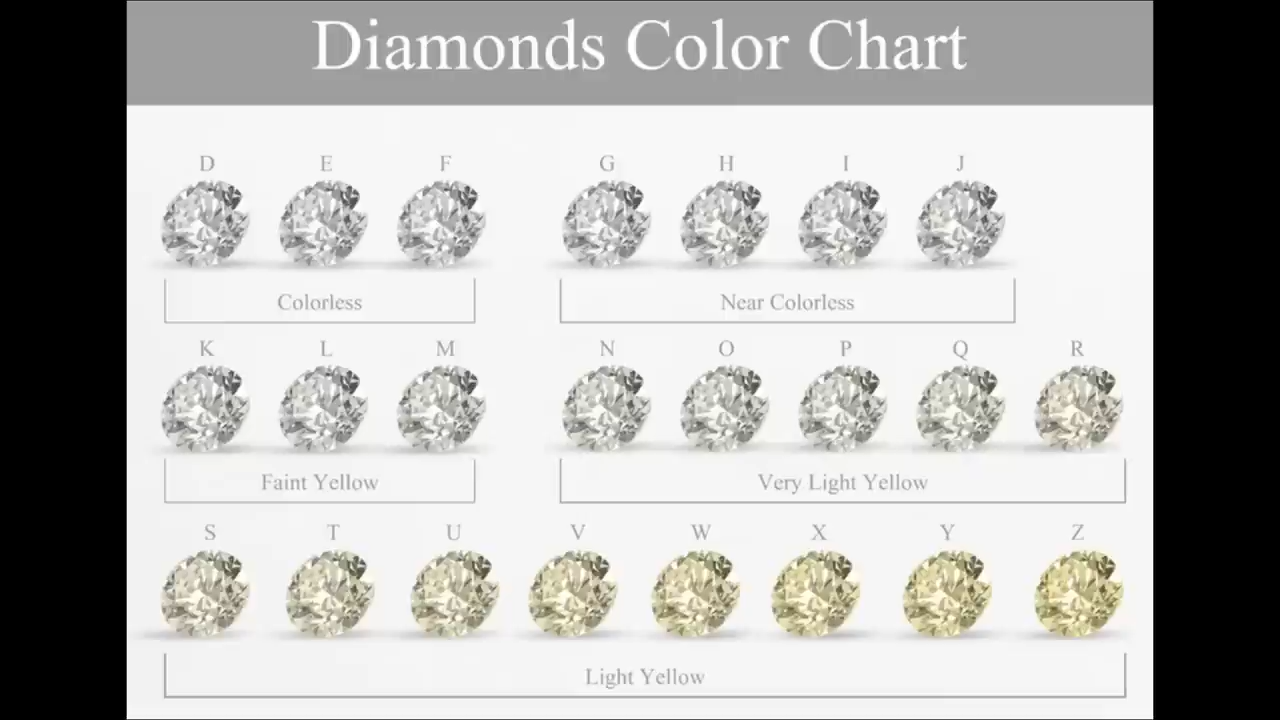 Diamonds Color Chart
D E F G H I J
Colorless Near Colorless
K L M N O P Q R
Faint Yellow Very Light Yellow
S T U V W X Y Z
Light Yellow